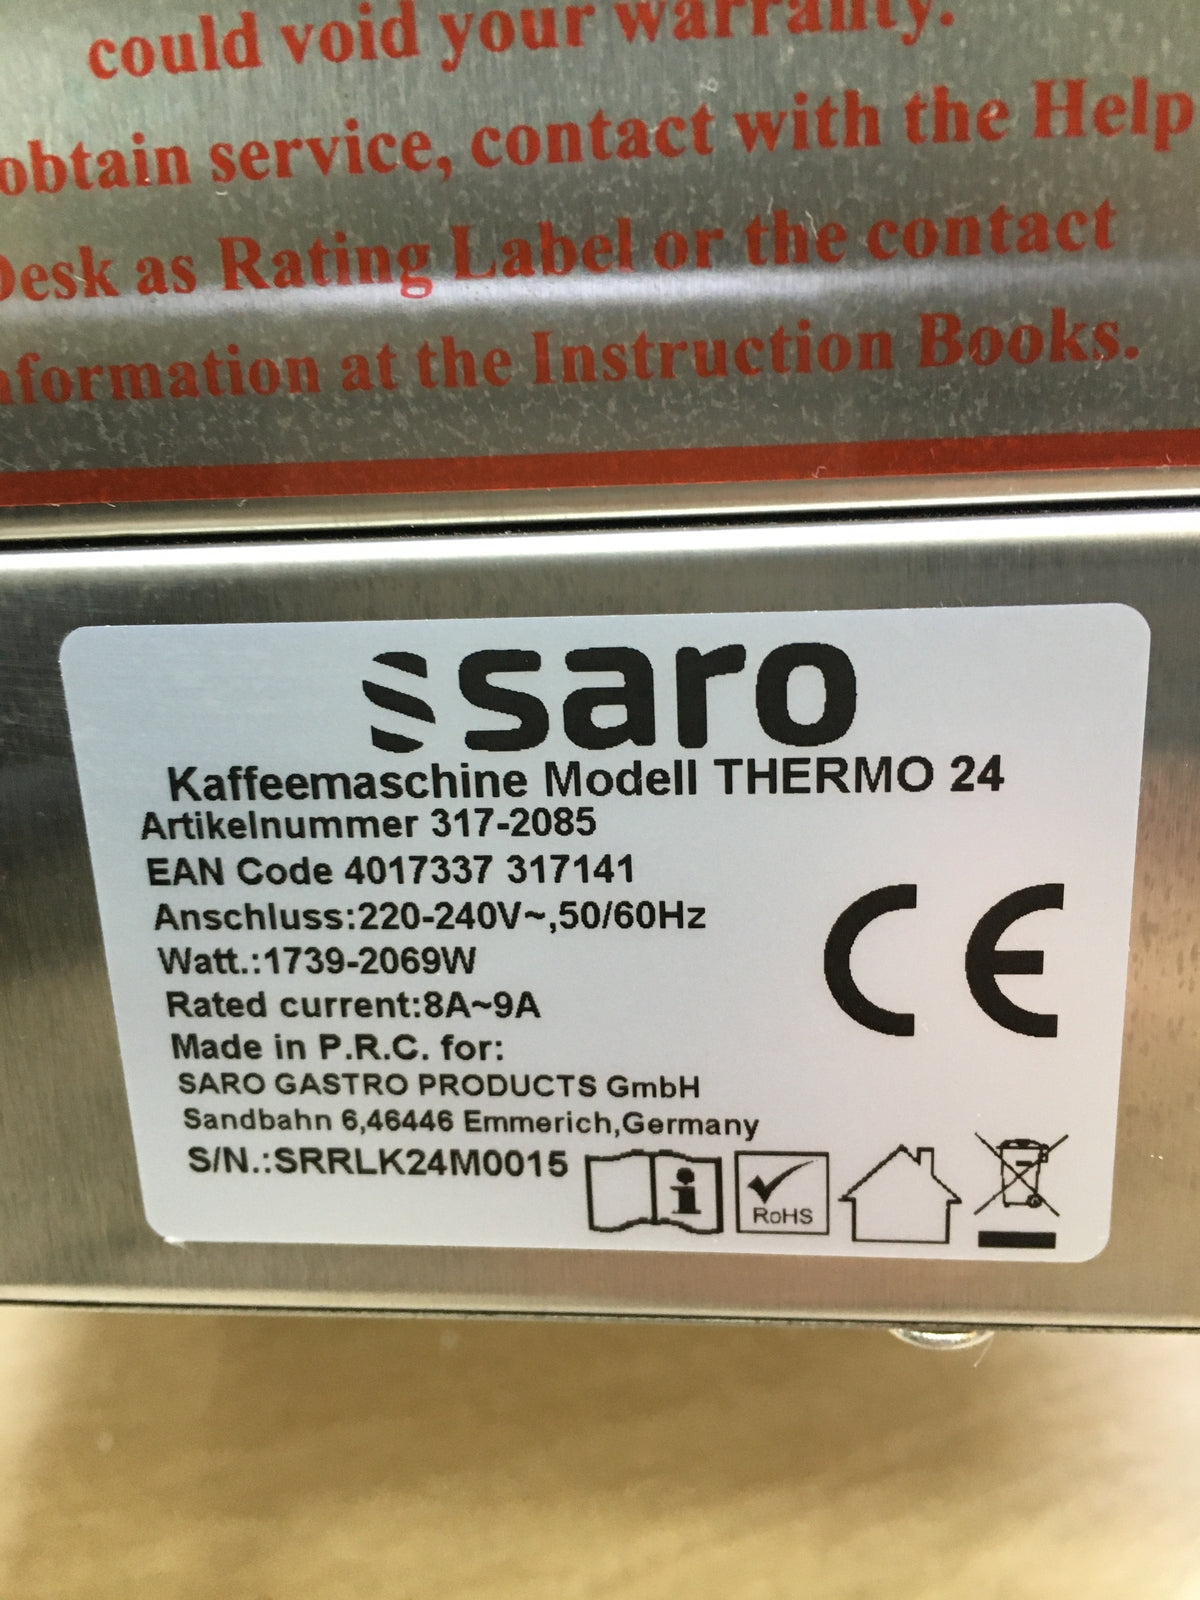 could void your warranty.
obtain service, contact with the Help
Desk as Rating Label or the contact
nformation at the Instruction Books.
saro
Kaffeemaschine Modell THERMO 24
Artikelnummer 317-2085
EAN Code 4017337 317141
Anschluss:220-240V~,50/60Hz
Watt.:1739-2069W
Rated current:8A~9A
Made in P.R.C. for:
SARO GASTRO PRODUCTS GmbH
Sandbahn 6,46446 Emmerich,Germany
S/N.:SRRLK24M0015
CE
i
RoHS